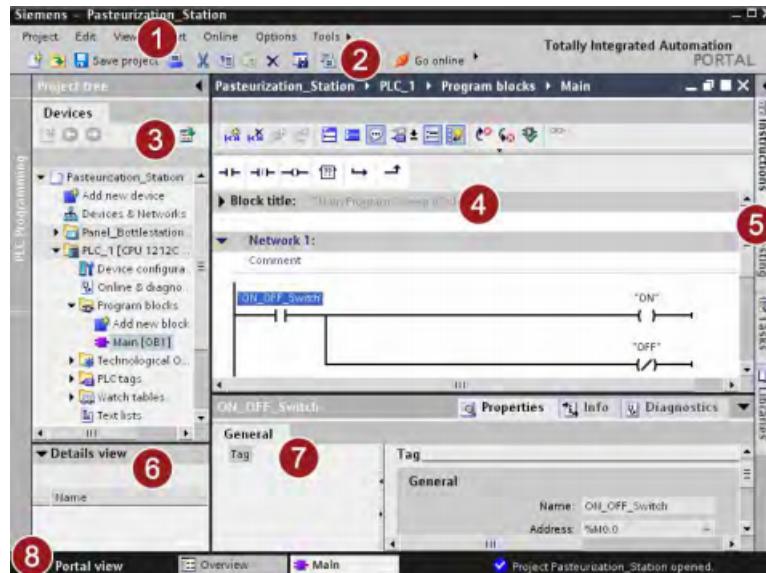 Siemens - Pasteurization_Station
Project Edit View
Online Options Tools
Totally Integrated Automation
PORTAL
Save project
Go online
1
2
Project tree
Pasteurization_Station PLC_1 Program blocks Main
Devices
3
PLC Programming
Instructions
Pasteurization_Station
Add new device
Devices & Networks
Panel_Bottlestation
PLC_1 [CPU 1212C
Device configura
Online & diagno
Program blocks
Add new block
Main [OB1]
Technological O...
PLC tags
Watch tables
Text lists
Block title:
4
5
Network 1:
Comment
"ON_OFF_Switch"
"ON"
"OFF"
Tasks
Libraries
ON_OFF_Switch
Properties Info Diagnostics
General
Tag
7
Tag
General
Name: ON_OFF_Switch
Address: %M0.0
Details view
6
Name
8
Portal view Overview Main
Project Pasteurization_Station opened.